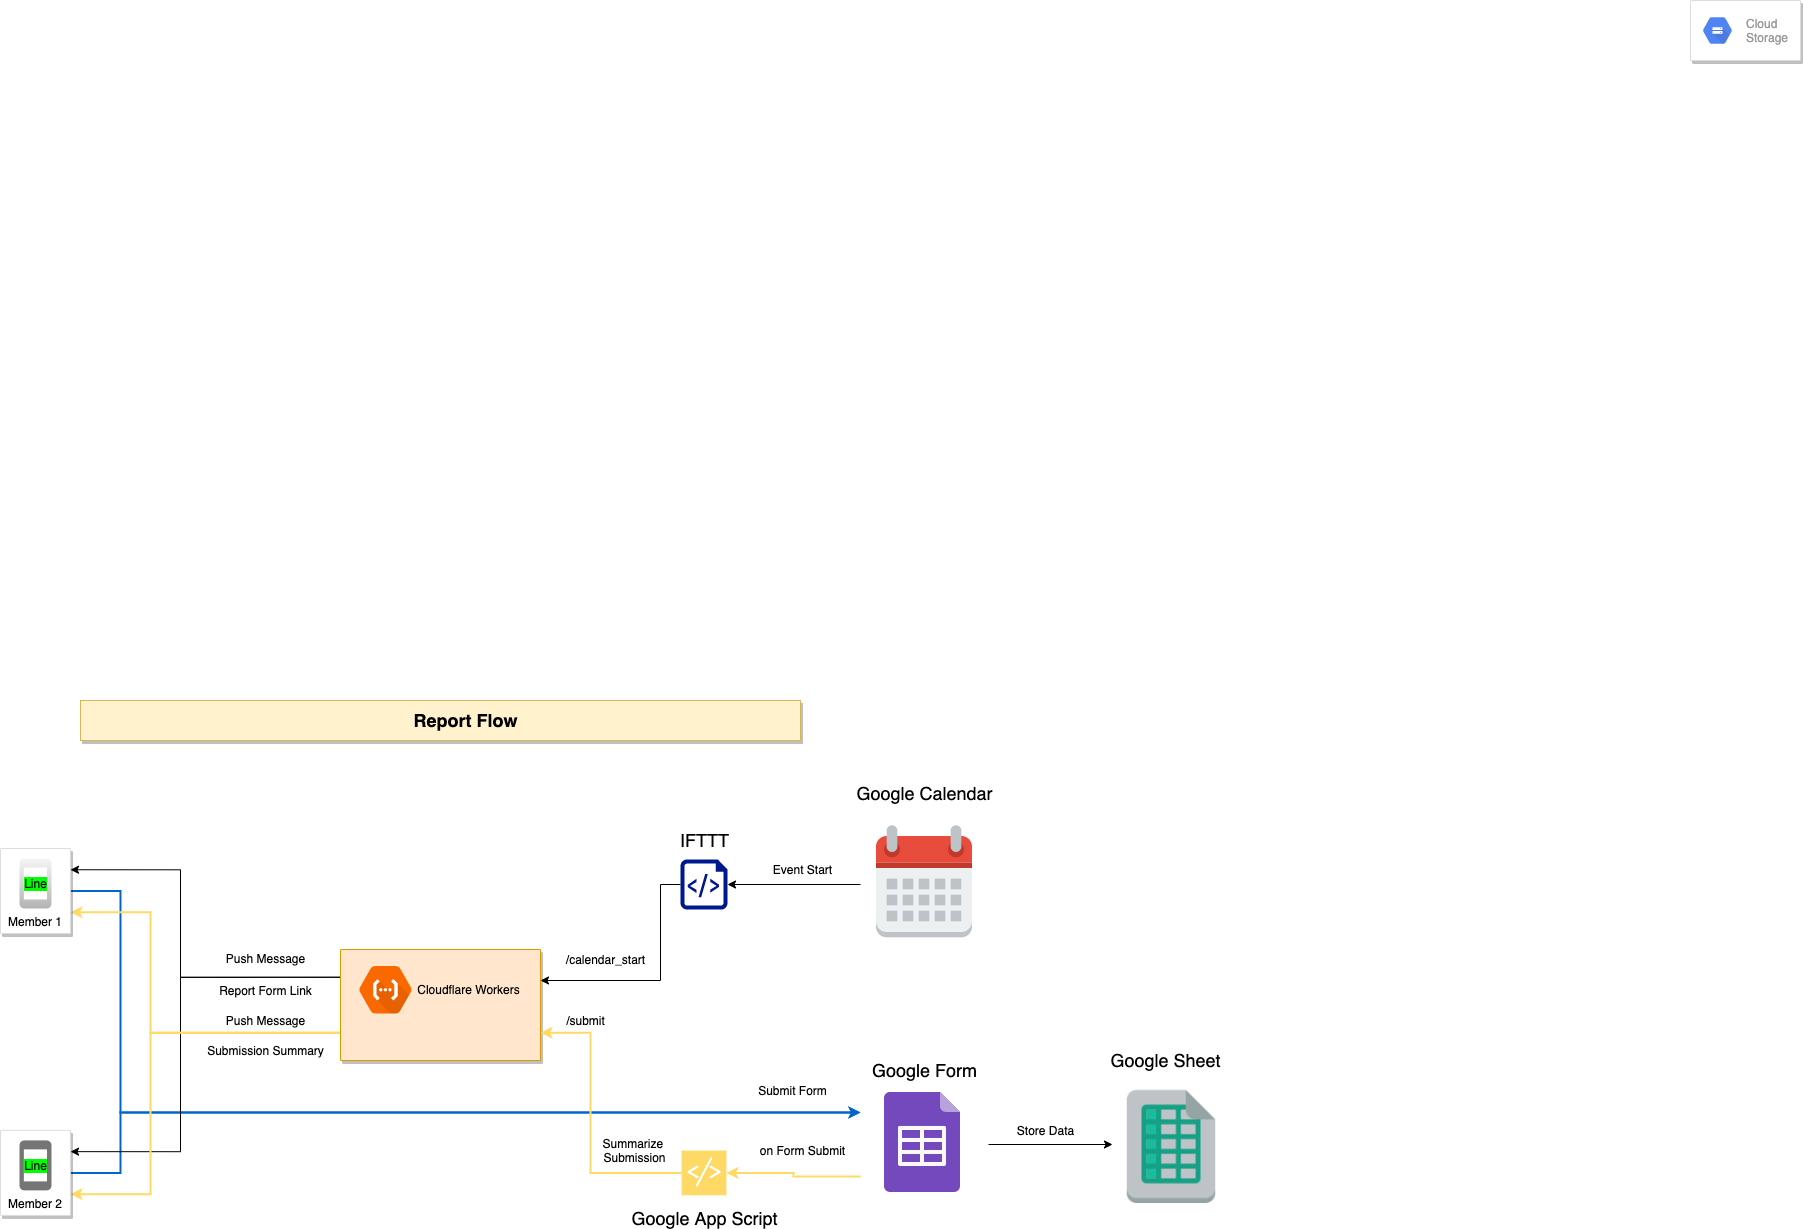 Cloud
Storage
Report Flow
Google Calendar
IFTTT
Event Start
Line
Member 1
Push Message
/calendar_start
Report Form Link
Cloudflare Workers
Push Message
/submit
Submission Summary
Google Form
Google Sheet
Submit Form
Store Data
Summarize
Submission
on Form Submit
Line
Member 2
Google App Script